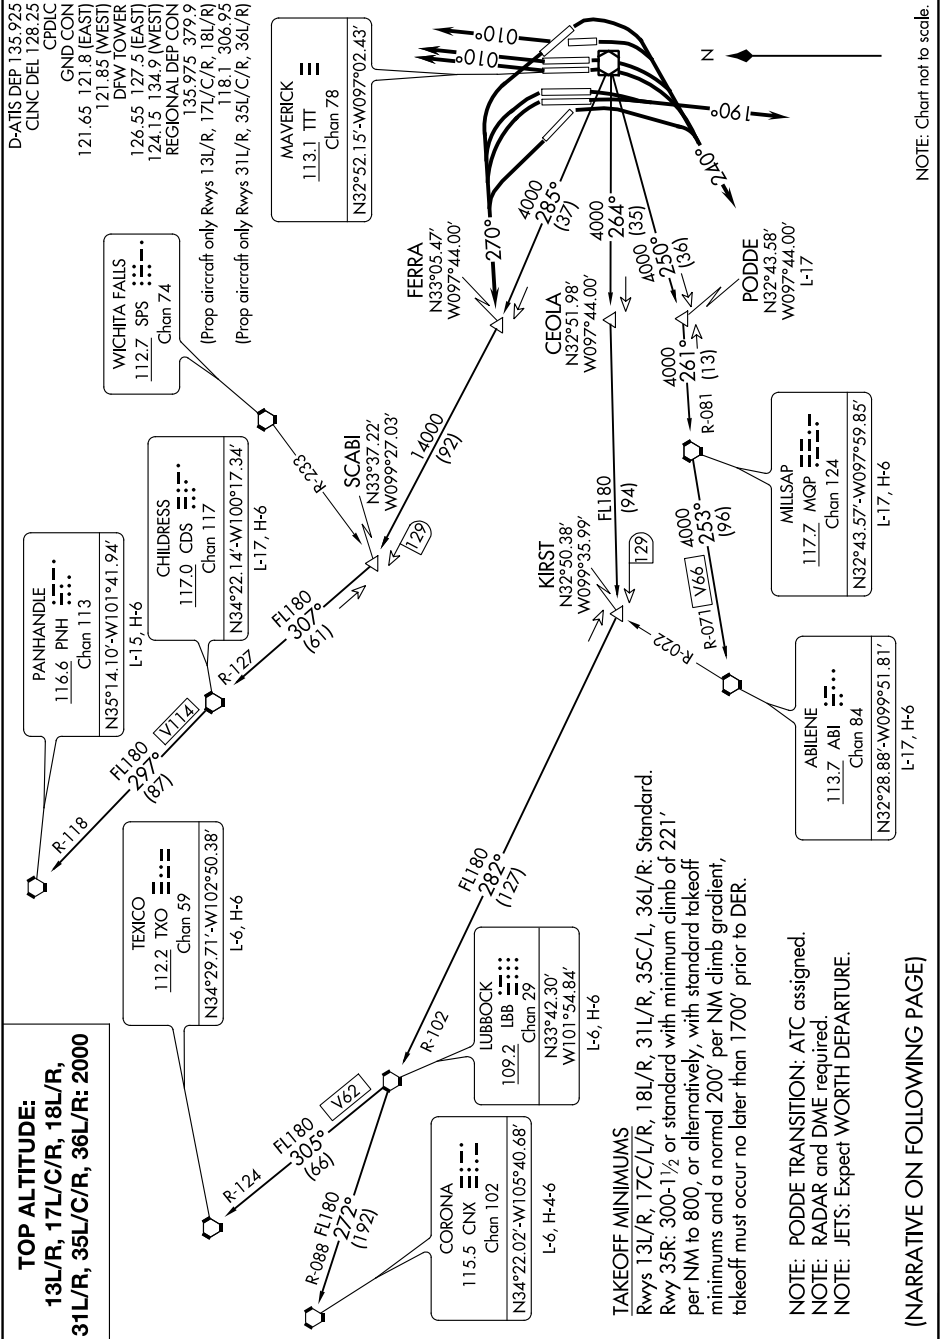 TOP ALTITUDE:
13L/R, 17L/C/R, 18L/R,
31L/R, 35L/C/R, 36L/R: 2000
D-ATIS DEP 135.925
CLNC DEL 128.25
CPDLC
GND CON
121.65 121.8 (EAST)
121.85 (WEST)
DFW TOWER
126.55 127.5 (EAST)
124.15 134.9 (WEST)
REGIONAL DEP CON
135.975 379.9
(Prop aircraft only Rwys 13L/R, 17L/C/R, 18L/R)
118.1 306.95
(Prop aircraft only Rwys 31L/R, 35L/C/R, 36L/R)
PANHANDLE
116.6 PNH
Chan 113
N35°14.10′-W101°41.94′
L-15, H-6
WICHITA FALLS
112.7 SPS
Chan 74
CHILDRESS
117.0 CDS
Chan 117
N34°22.14′-W100°17.34′
L-17, H-6
MAVERICK
113.1 TTT
Chan 78
N32°52.15′-W097°02.43′
TEXICO
112.2 TXO
Chan 59
N34°29.71′-W102°50.38′
L-6, H-6
R-118
FL180
297°
(87)
V114
R-127
FL180
307°
(61)
R-233
SCABI
N33°37.22′
W099°27.03′
129
14000
(92)
FERRA
N33°05.47′
W097°44.00′
270°
4000
285°
(37)
010°
010°
190°
240°
N
CEOLA
N32°51.98′
W097°44.00′
4000
264°
(35)
4000
250°
(36)
PODDE
N32°43.58′
W097°44.00′
L-17
4000
261°
(13)
R-081
KIRST
N32°50.38′
W099°35.99′
129
FL180
(94)
4000
253°
(96)
V66
R-071
R-022
MILLSAP
117.7 MQP
Chan 124
N32°43.57′-W097°59.85′
L-17, H-6
ABILENE
113.7 ABI
Chan 84
N32°28.88′-W099°51.81′
L-17, H-6
FL180
282°
(127)
R-102
LUBBOCK
109.2 LBB
Chan 29
N33°42.30′
W101°54.84′
L-6, H-6
R-124
FL180
305°
(66)
V62
R-088
FL180
272°
(192)
CORONA
115.5 CNX
Chan 102
N34°22.02′-W105°40.68′
L-6, H-4-6
TAKEOFF MINIMUMS
Rwys 13L/R, 17C/L/R, 18L/R, 31L/R, 35C/L, 36L/R: Standard.
Rwy 35R: 300-1½ or standard with minimum climb of 221′
per NM to 800, or alternatively, with standard takeoff
minimums and a normal 200′ per NM climb gradient,
takeoff must occur no later than 1700′ prior to DER.
NOTE: PODDE TRANSITION: ATC assigned.
NOTE: RADAR and DME required.
NOTE: JETS: Expect WORTH DEPARTURE.
(NARRATIVE ON FOLLOWING PAGE)
NOTE: Chart not to scale.